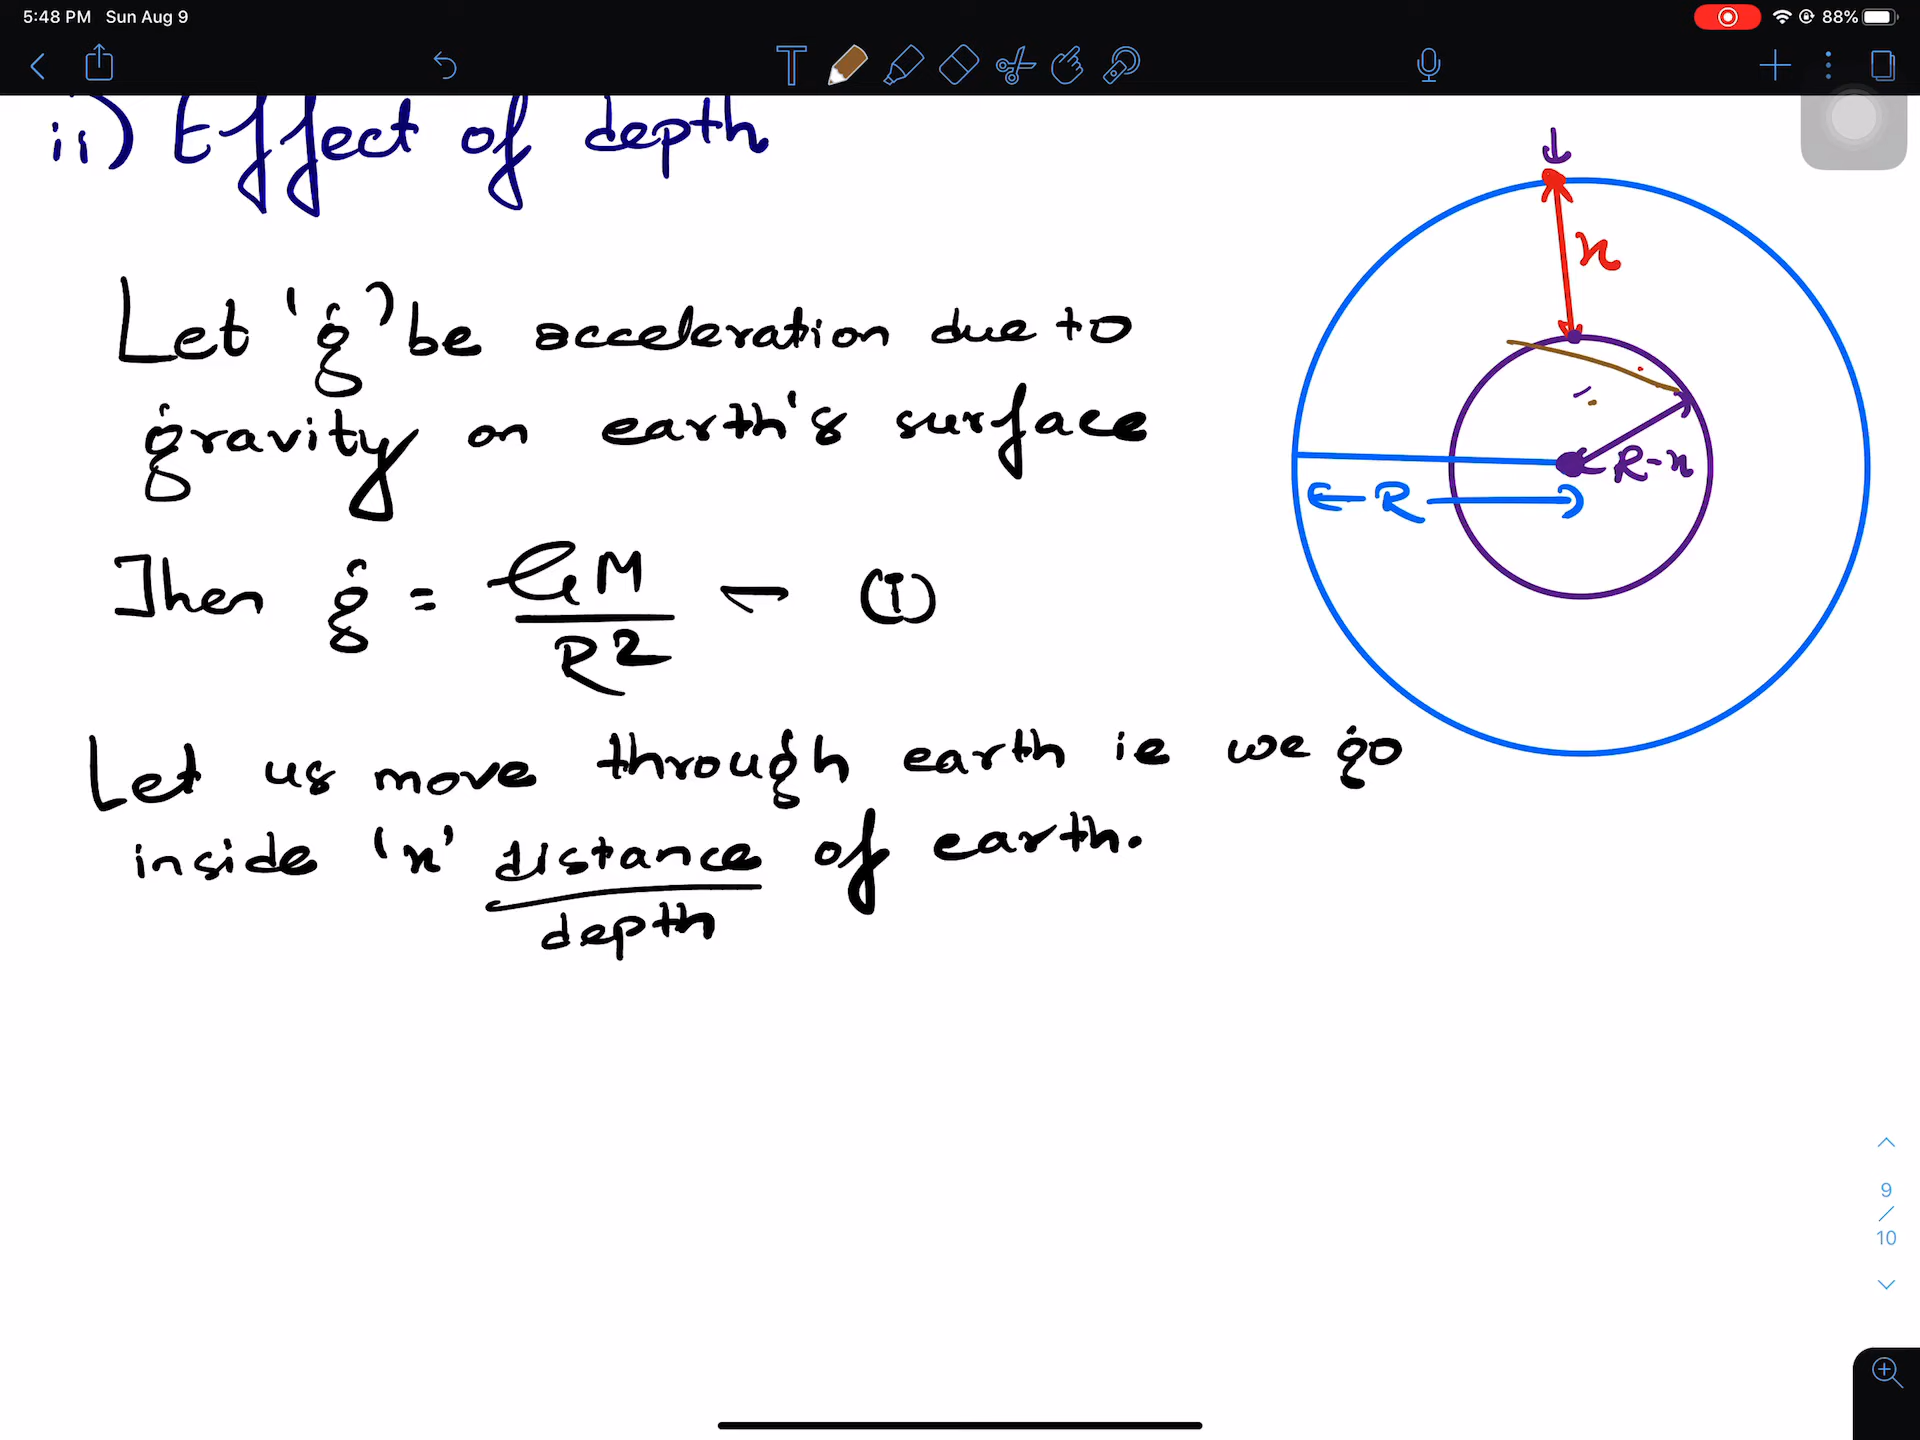 5:48 PM Sun Aug 9
88%
ii) Effect of depth
Let 'g' be acceleration due to
gravity on earth's surface
Then g = GM/R² — (1)
Let us move through earth ie we go
inside 'x' distance of earth.
depth
x
R-x
R
9
/
10